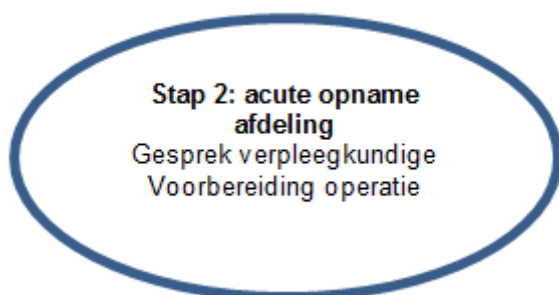 Stap 2: acute opname
afdeling
Gesprek verpleegkundige
Voorbereiding operatie